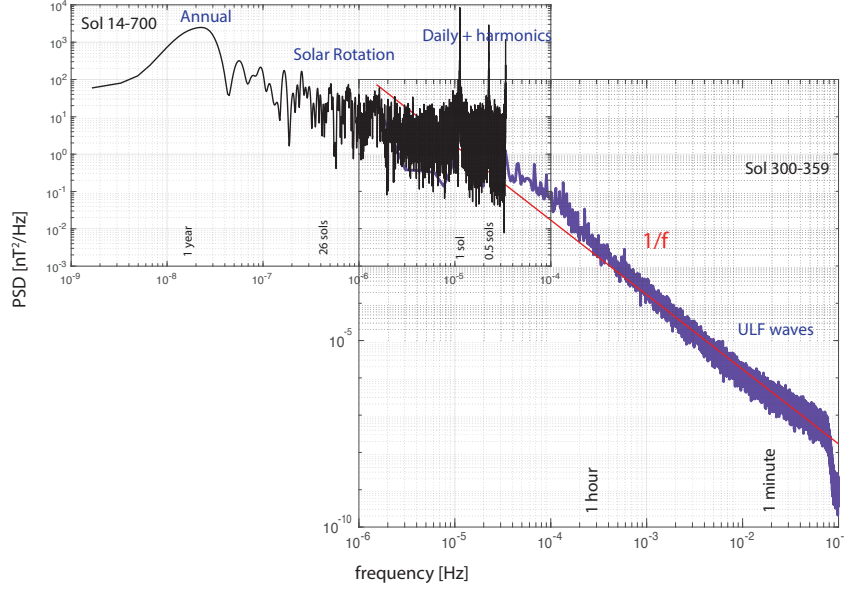 10⁴
10³
10²
10¹
10⁰
10⁻¹
10⁻²
10⁻³
Sol 14-700
Annual
Solar Rotation
Daily + harmonics
1 year
26 sols
1 sol
0.5 sols
10⁻⁹ 10⁻⁸ 10⁻⁷ 10⁻⁶ 10⁻⁵ 10⁻⁴
Sol 300-359
1/f
ULF waves
PSD [nT²/Hz]
10⁻⁵
10⁻¹⁰
1 hour
1 minute
10⁻⁶ 10⁻⁵ 10⁻⁴ 10⁻³ 10⁻² 10⁻
frequency [Hz]